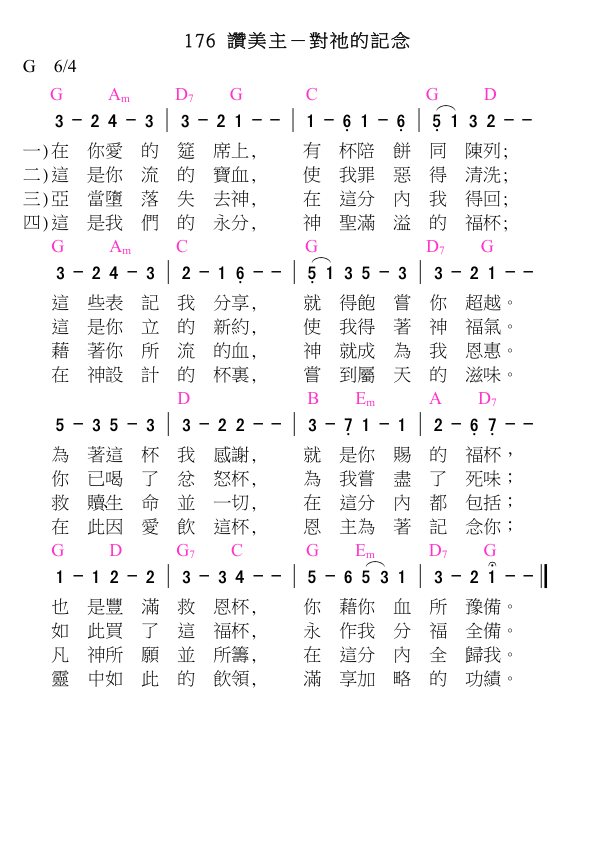 176 讚美主－對祂的記念
G 6/4
G Am D7 G C G D
3 - 2 4 - 3 | 3 - 2 1 - - | 1 - 6̣ 1 - 6̣ | 5̣ 1 3 2 - -
一)在 你愛 的 筵 席上, 有 杯陪 餅 同 陳列;
二)這 是你 流 的 寶血, 使 我罪 惡 得 清洗;
三)亞 當墮 落 失 去神, 在 這分 內 我 得回;
四)這 是我 們 的 永分, 神 聖滿 溢 的 福杯;
G Am C G D7 G
3 - 2 4 - 3 | 2 - 1 6̣ - - | 5̣ 1 3 5 - 3 | 3 - 2 1 - -
這 些表 記 我 分享, 就 得飽 嘗 你 超越。
這 是你 立 的 新約, 使 我得 著 神 福氣。
藉 著你 所 流 的血, 神 就成 為 我 恩惠。
在 神設 計 的 杯裏, 嘗 到屬 天 的 滋味。
D B Em A D7
5 - 3 5 - 3 | 3 - 2 2 - - | 3 - 7̣ 1 - 1 | 2 - 6̣ 7̣ - -
為 著這 杯 我 感謝, 就 是你 賜 的 福杯，
你 已喝 了 忿 怒杯, 為 我嘗 盡 了 死味；
救 贖生 命 並 一切, 在 這分 內 都 包括；
在 此因 愛 飲 這杯, 恩 主為 著 記 念你；
G D G7 C G Em D7 G
1 - 1 2 - 2 | 3 - 3 4 - - | 5 - 6 5 3 1 | 3 - 2 1 - - ‖
也 是豐 滿 救 恩杯, 你 藉你 血 所 豫備。
如 此買 了 這 福杯, 永 作我 分 福 全備。
凡 神所 願 並 所籌, 在 這分 內 全 歸我。
靈 中如 此 的 飲領, 滿 享加 略 的 功績。